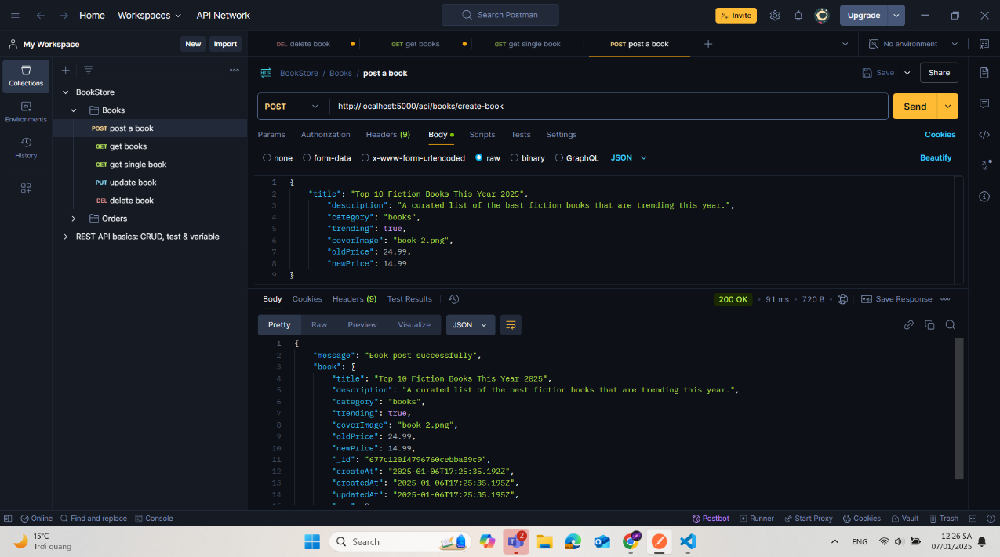 Home Workspaces API Network Search Postman Invite Upgrade
My Workspace New Import DEL delete book GET get books GET get single book POST post a book No environment
Collections
Environments
History
BookStore
Books
POST post a book
GET get books
GET get single book
PUT update book
DEL delete book
Orders
REST API basics: CRUD, test & variable
HTTP BookStore / Books / post a book Save Share
POST http://localhost:5000/api/books/create-book Send
Params Authorization Headers (9) Body Scripts Tests Settings Cookies
none form-data x-www-form-urlencoded raw binary GraphQL JSON Beautify
1 {
2 "title": "Top 10 Fiction Books This Year 2025",
3 "description": "A curated list of the best fiction books that are trending this year.",
4 "category": "books",
5 "trending": true,
6 "coverImage": "book-2.png",
7 "oldPrice": 24.99,
8 "newPrice": 14.99
9 }
Body Cookies Headers (9) Test Results 200 OK • 91 ms • 720 B • Save Response
Pretty Raw Preview Visualize JSON
1 {
2 "message": "Book post successfully",
3 "book": {
4 "title": "Top 10 Fiction Books This Year 2025",
5 "description": "A curated list of the best fiction books that are trending this year.",
6 "category": "books",
7 "trending": true,
8 "coverImage": "book-2.png",
9 "oldPrice": 24.99,
10 "newPrice": 14.99,
11 "_id": "677c120f4796760cebba89c9",
12 "createAt": "2025-01-06T17:25:35.192Z",
13 "createdAt": "2025-01-06T17:25:35.195Z",
14 "updatedAt": "2025-01-06T17:25:35.195Z",
Online Find and replace Console Postbot Runner Start Proxy Cookies Vault Trash
15°C
Trời quang
Search
2
ENG
12:26 SA
07/01/2025